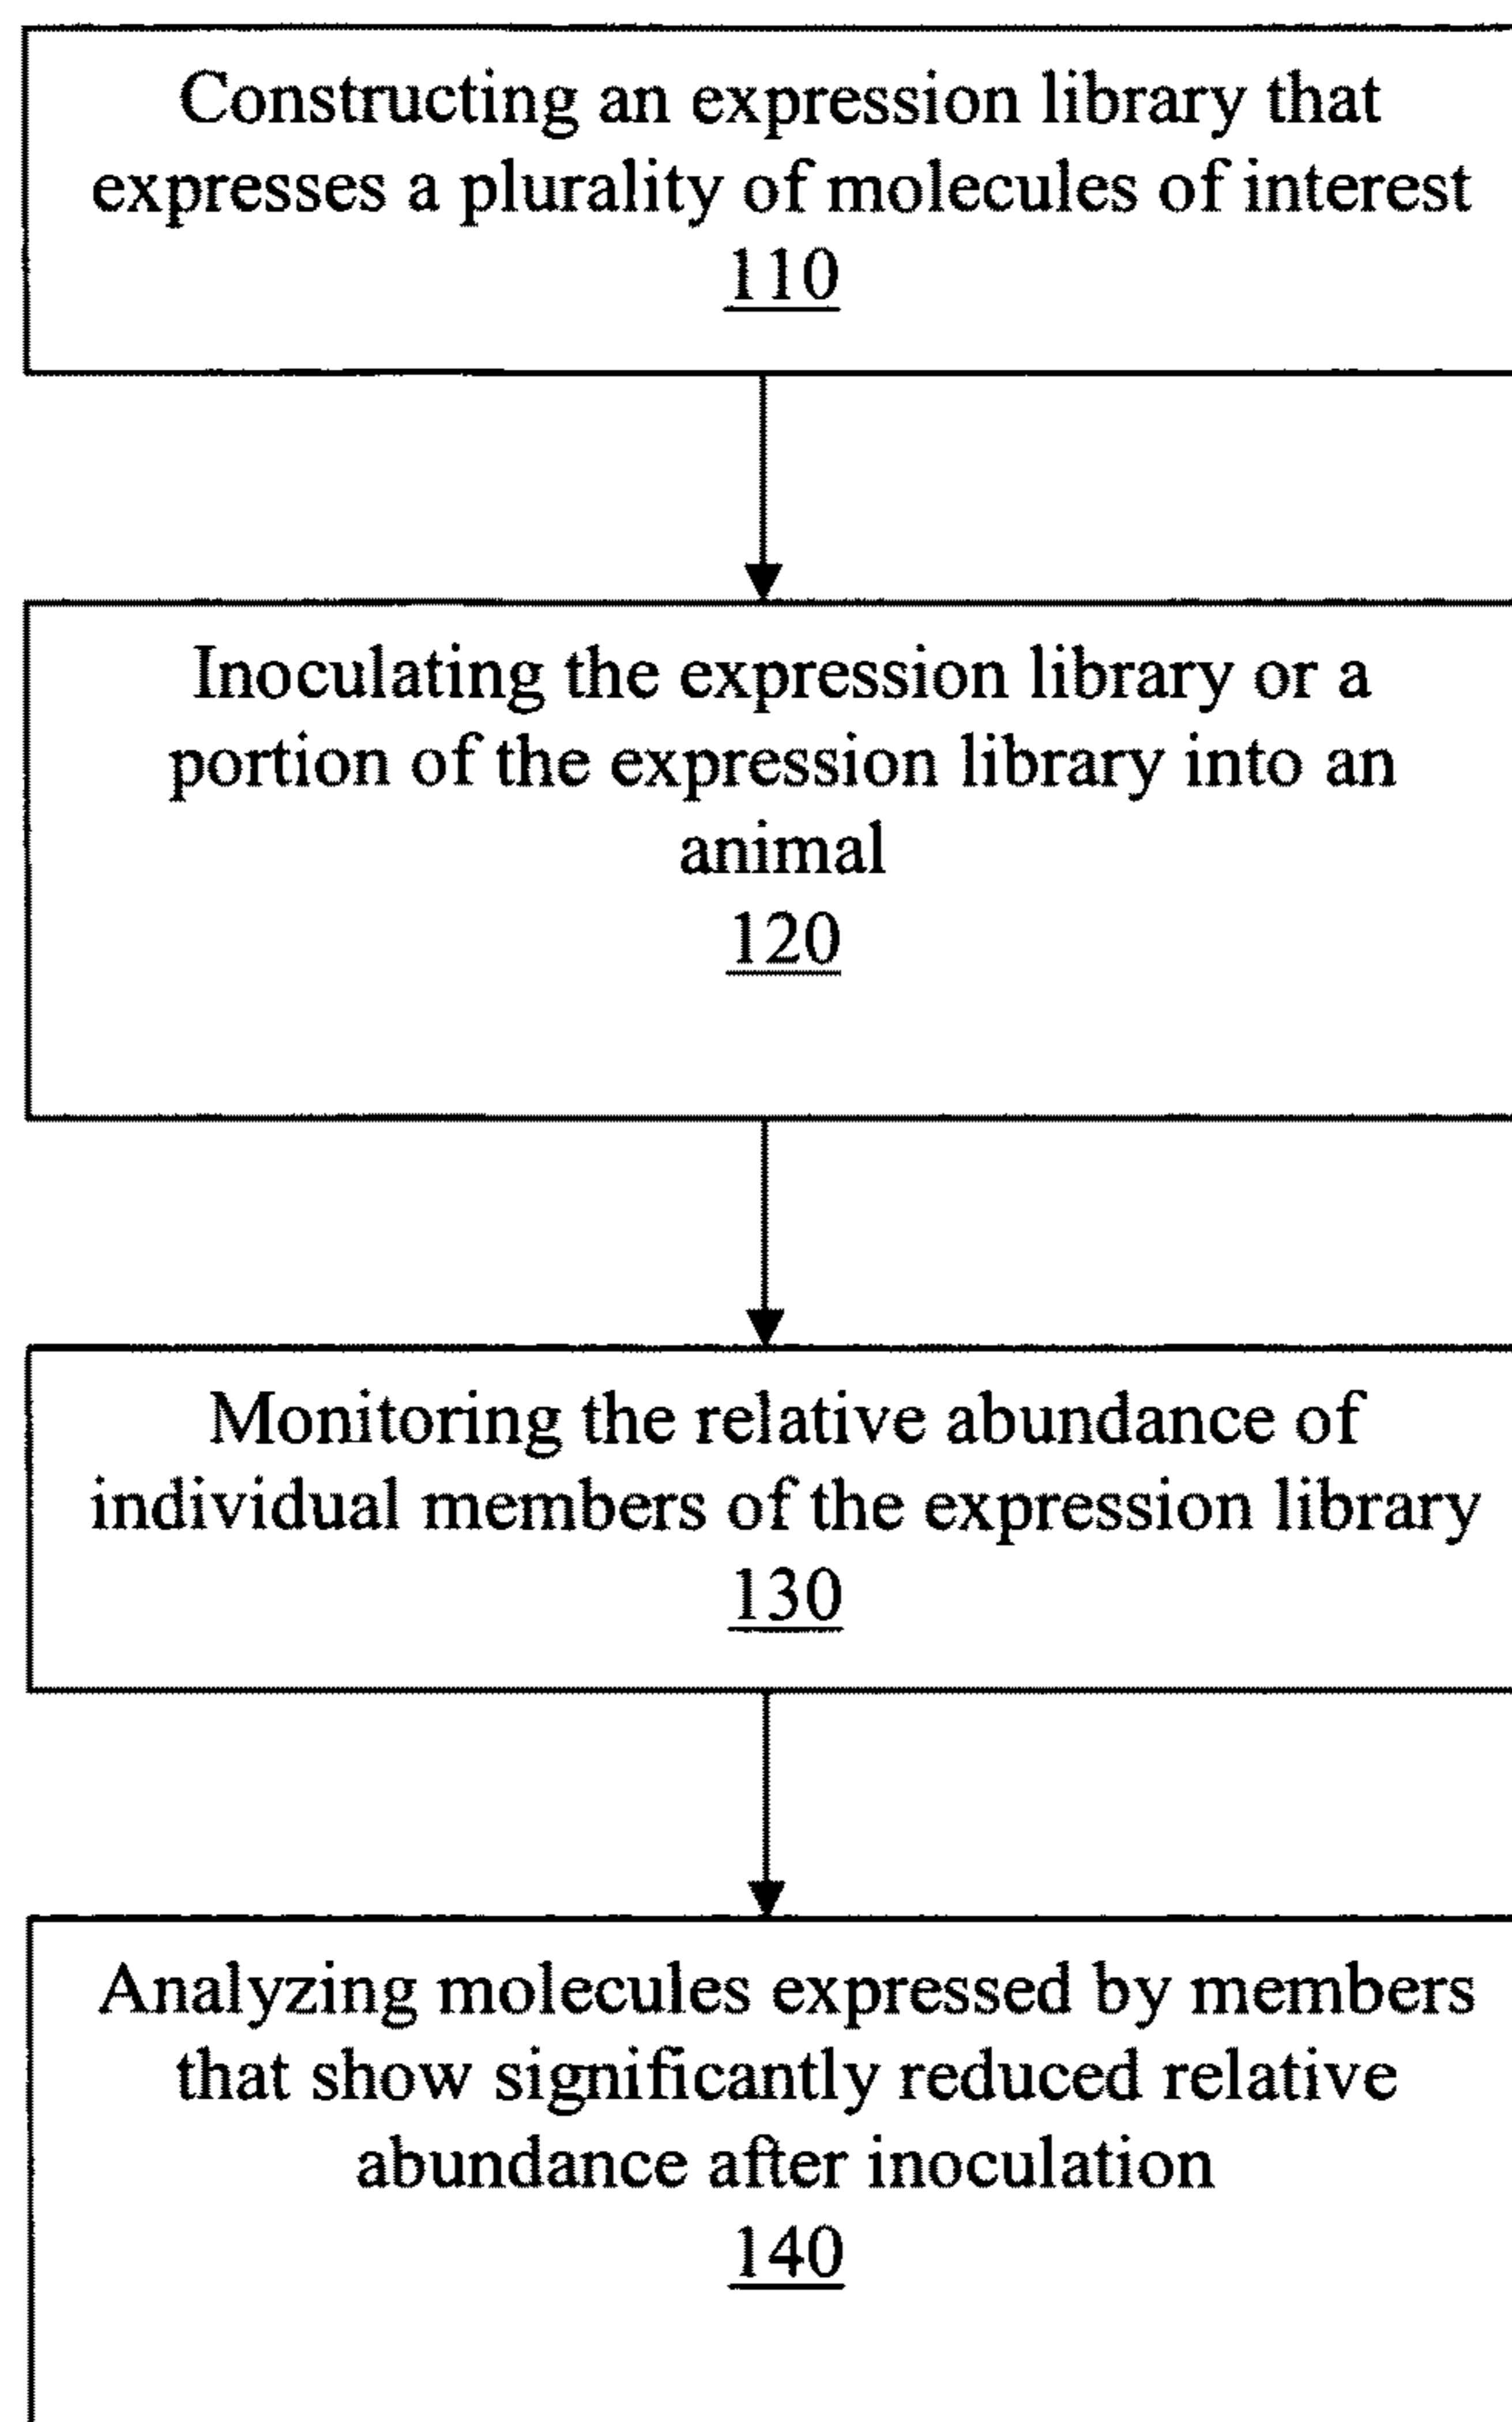 Constructing an expression library that
expresses a plurality of molecules of interest
110
Inoculating the expression library or a
portion of the expression library into an
animal
120
Monitoring the relative abundance of
individual members of the expression library
130
Analyzing molecules expressed by members
that show significantly reduced relative
abundance after inoculation
140